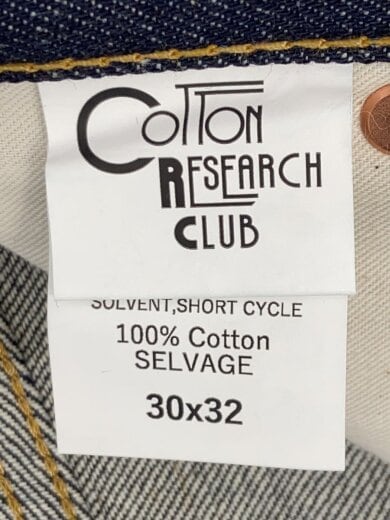 Cotton
Research
Club
SOLVENT,SHORT CYCLE
100% Cotton
SELVAGE
30x32